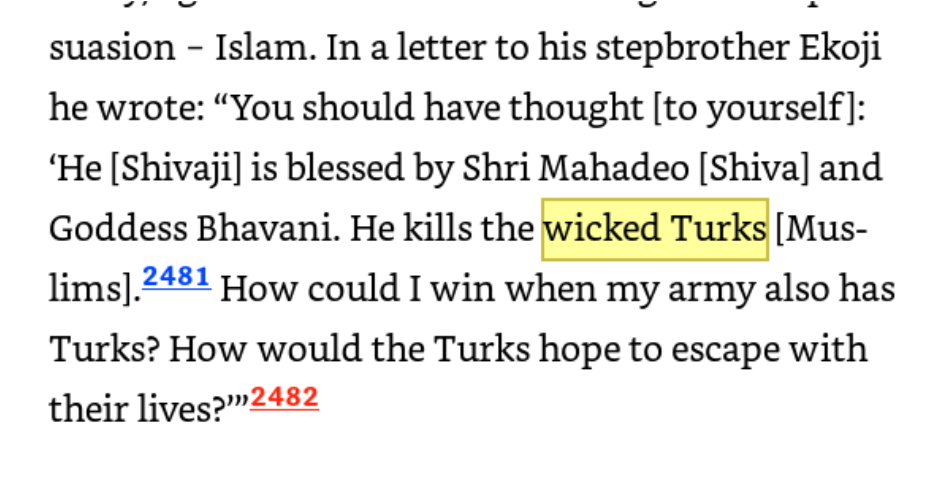 suasion – Islam. In a letter to his stepbrother Ekoji
he wrote: “You should have thought [to yourself]:
‘He [Shivaji] is blessed by Shri Mahadeo [Shiva] and
Goddess Bhavani. He kills the wicked Turks [Mus-
lims].2481 How could I win when my army also has
Turks? How would the Turks hope to escape with
their lives?’”2482